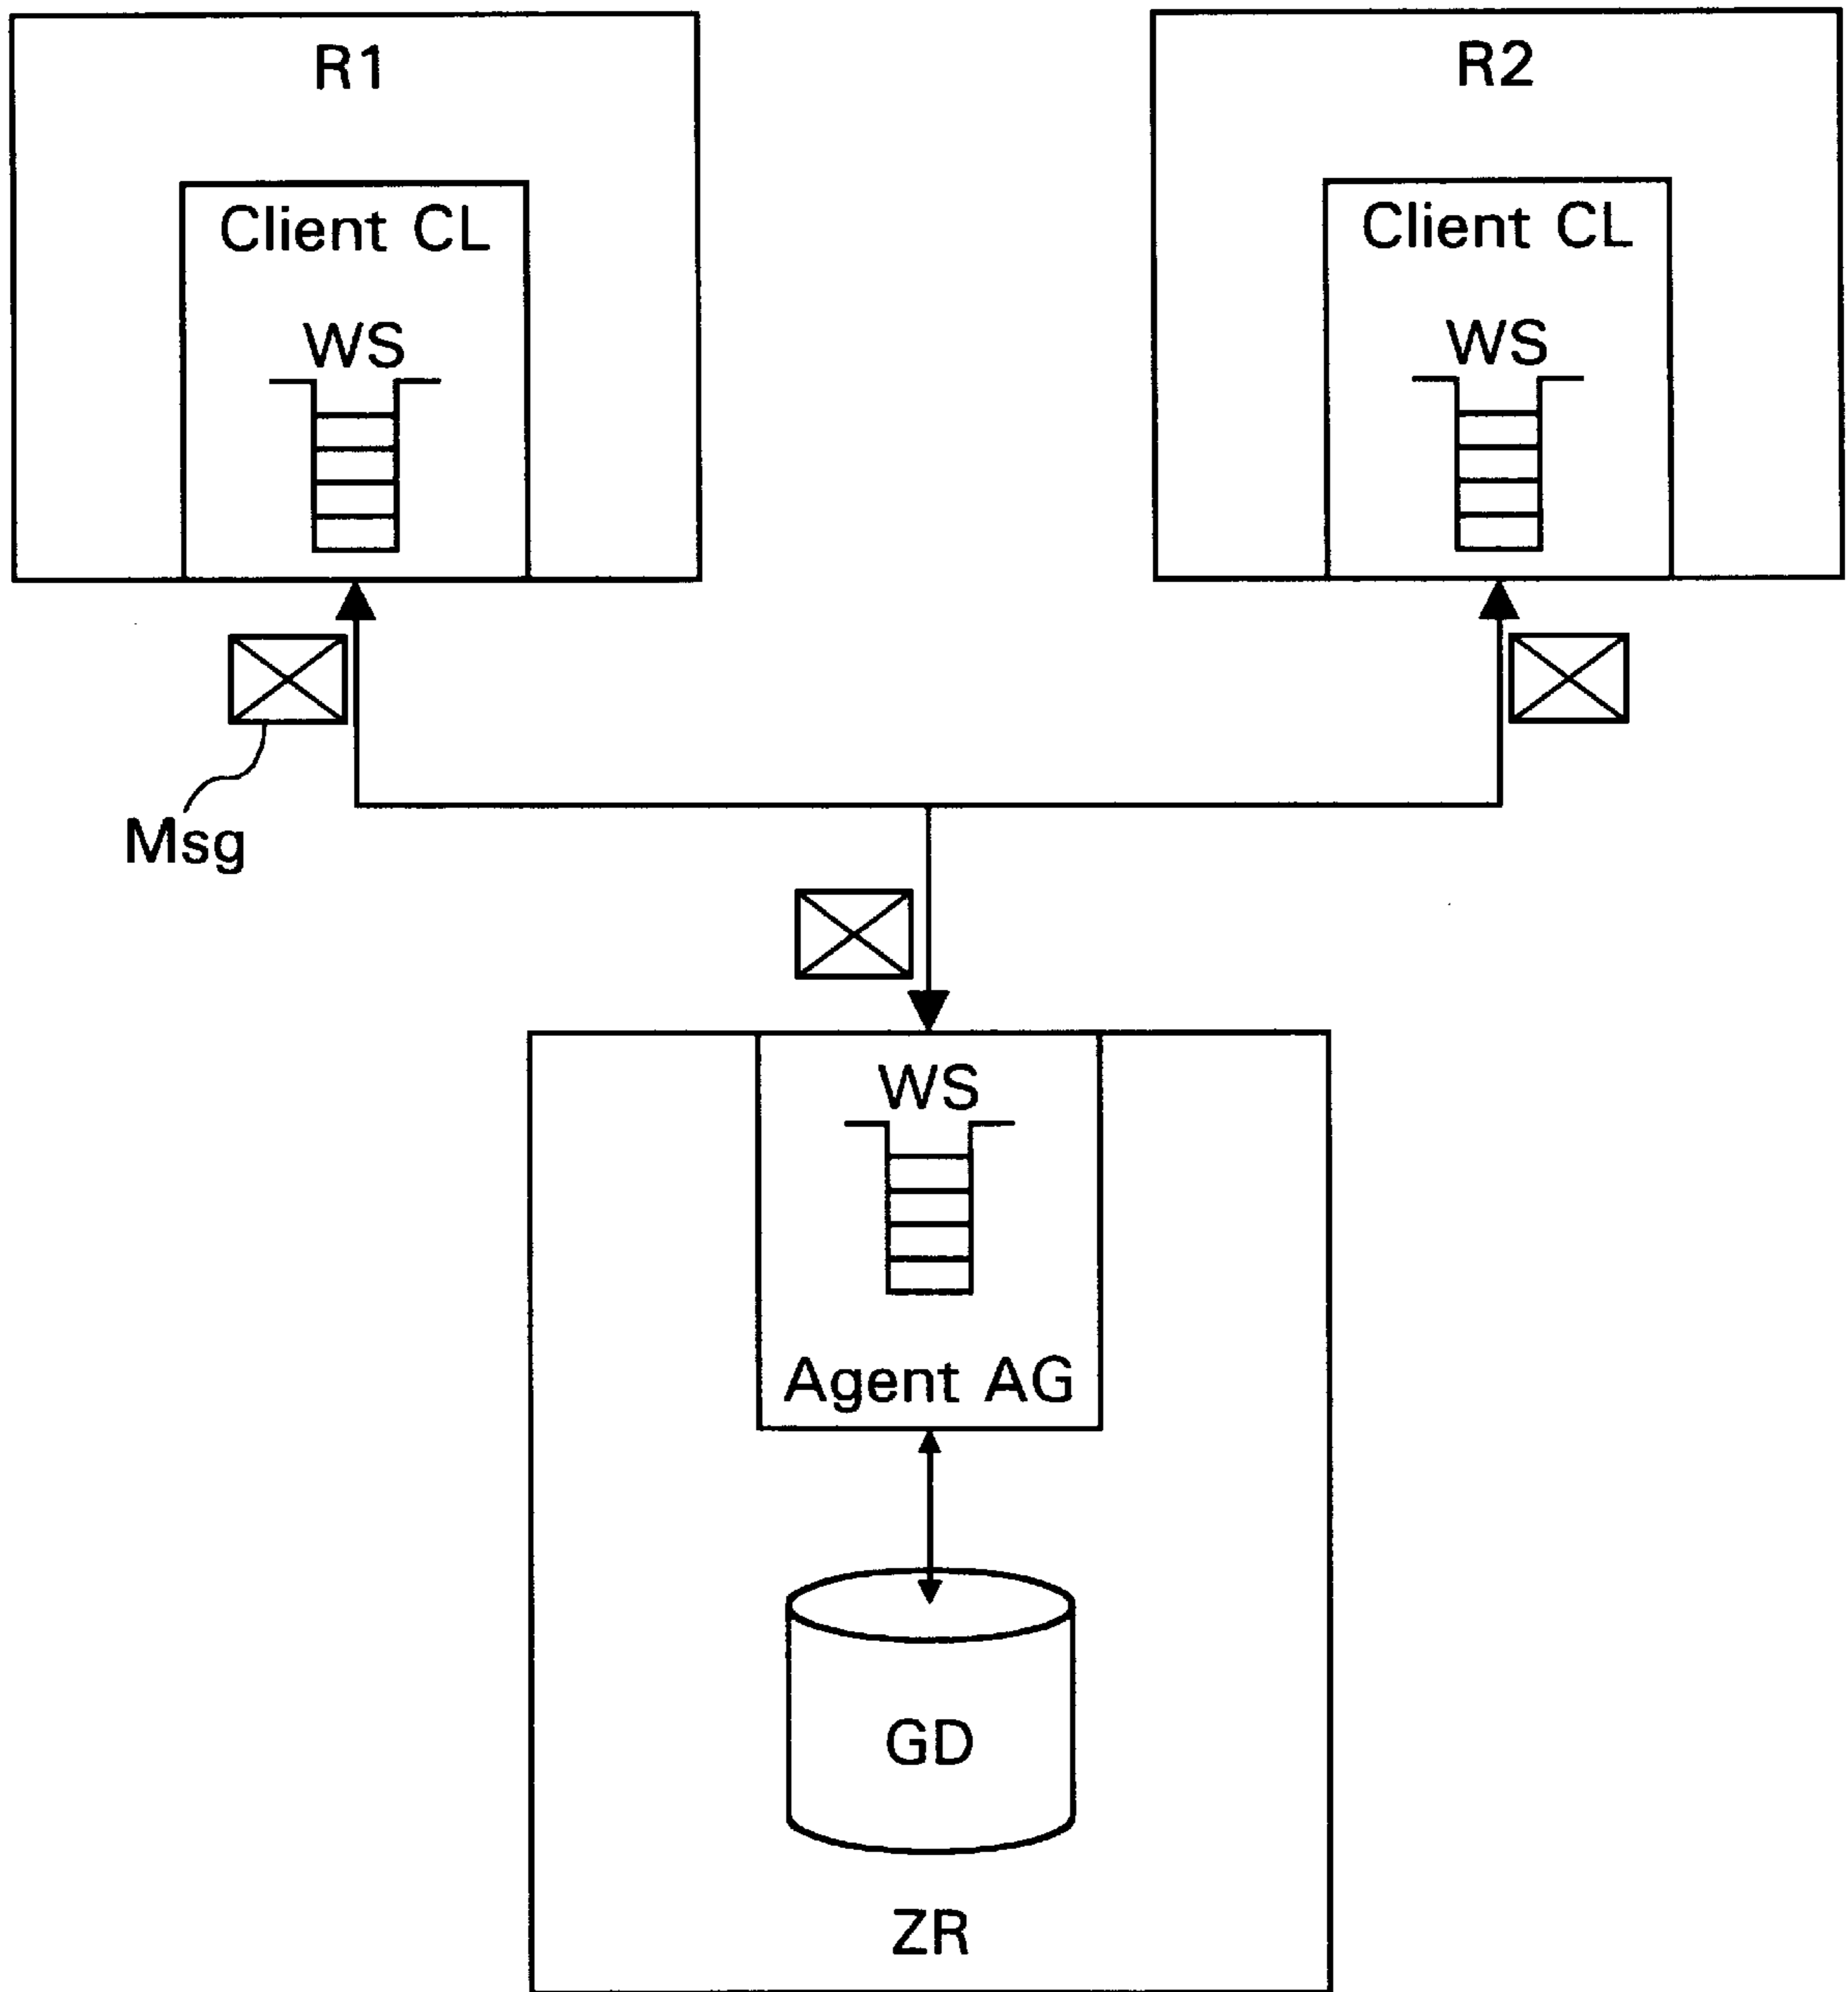 R1
R2
Client CL
Client CL
WS
WS
Msg
WS
Agent AG
GD
ZR